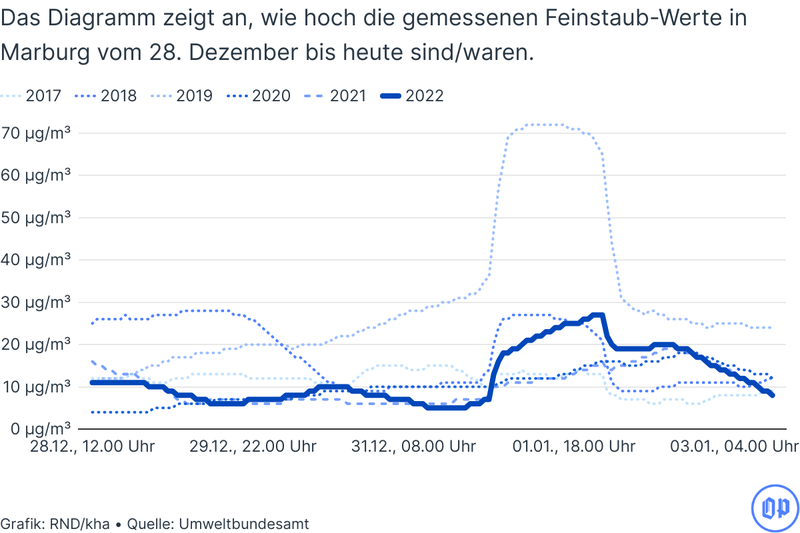 Das Diagramm zeigt an, wie hoch die gemessenen Feinstaub-Werte in
Marburg vom 28. Dezember bis heute sind/waren.
2017 2018 2019 2020 2021 2022
70 µg/m³
60 µg/m³
50 µg/m³
40 µg/m³
30 µg/m³
20 µg/m³
10 µg/m³
0 µg/m³
28.12., 12.00 Uhr 29.12., 22.00 Uhr 31.12., 08.00 Uhr 01.01., 18.00 Uhr 03.01., 04.00 Uhr
op
Grafik: RND/kha • Quelle: Umweltbundesamt